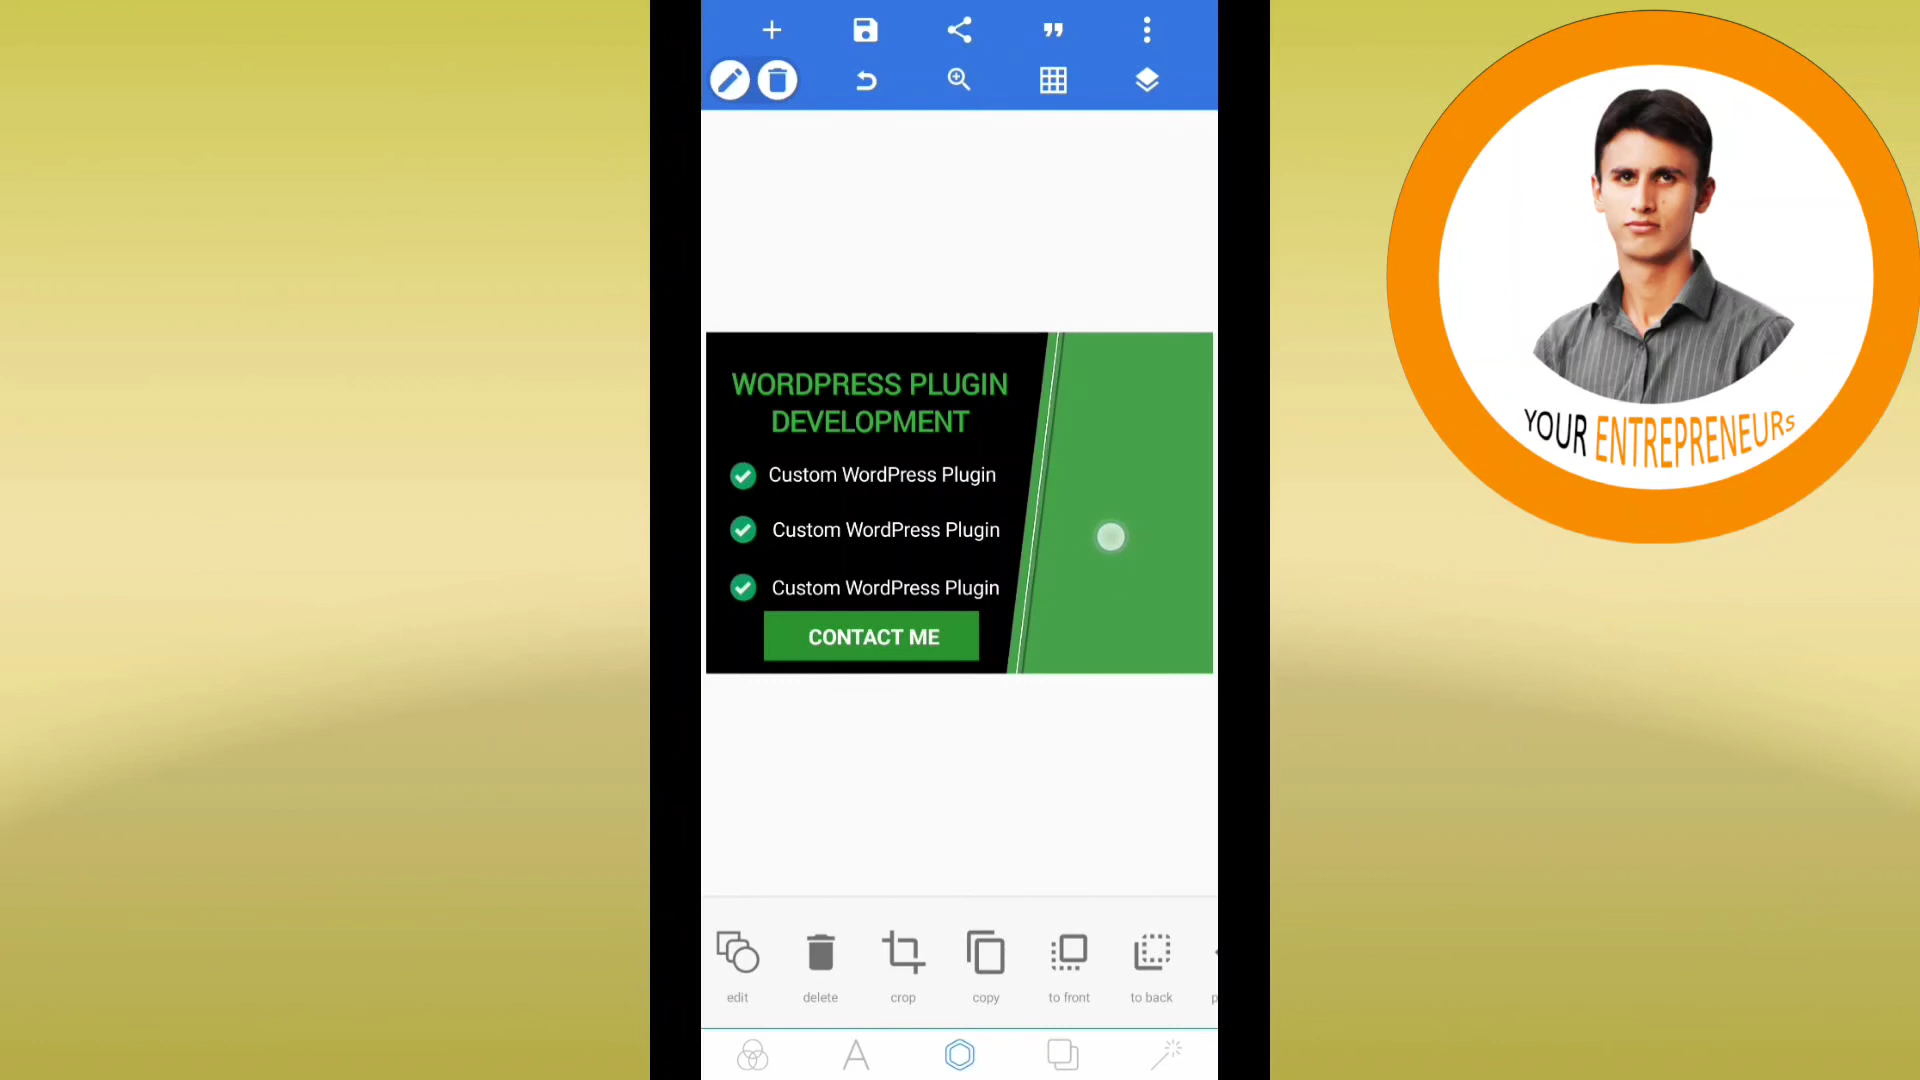 WORDPRESS PLUGIN
DEVELOPMENT
Custom WordPress Plugin
Custom WordPress Plugin
Custom WordPress Plugin
CONTACT ME
YOUR ENTREPRENEURs
edit
delete
crop
copy
to front
to back